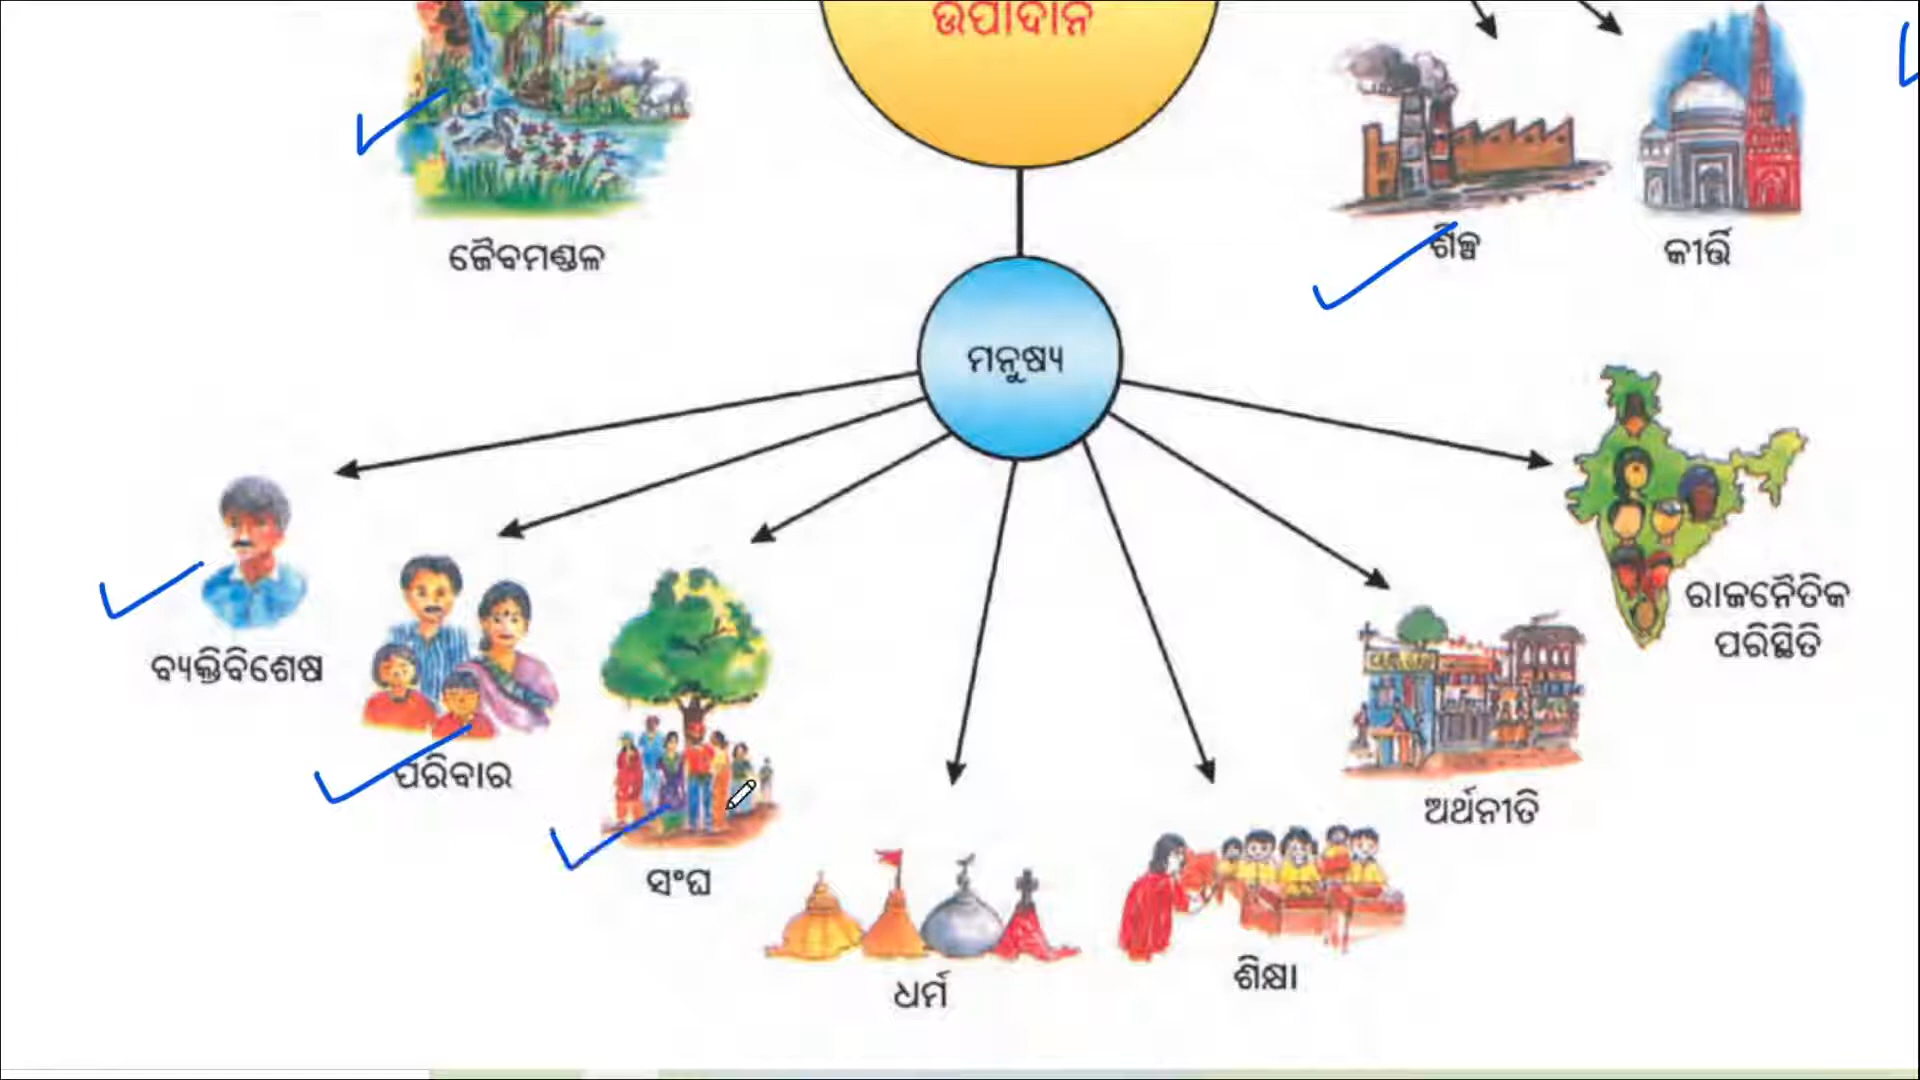 ଉପାଦାନ
ଜୈବମଣ୍ଡଳ
ଶିଳ୍ପ
କୀର୍ତ୍ତି
ମନୁଷ୍ୟ
ରାଜନୈତିକ
ପରିସ୍ଥିତି
ବ୍ୟକ୍ତିବିଶେଷ
ପରିବାର
ଅର୍ଥନୀତି
ସଂଘ
ଧର୍ମ
ଶିକ୍ଷା